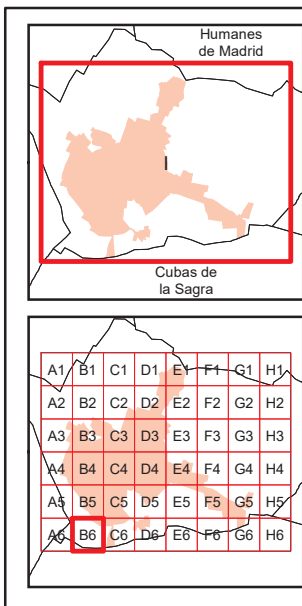 Humanes
de Madrid
Cubas de
la Sagra
A1 B1 C1 D1 E1 F1 G1 H1
A2 B2 C2 D2 E2 F2 G2 H2
A3 B3 C3 D3 E3 F3 G3 H3
A4 B4 C4 D4 E4 F4 G4 H4
A5 B5 C5 D5 E5 F5 G5 H5
A6 B6 C6 D6 E6 F6 G6 H6